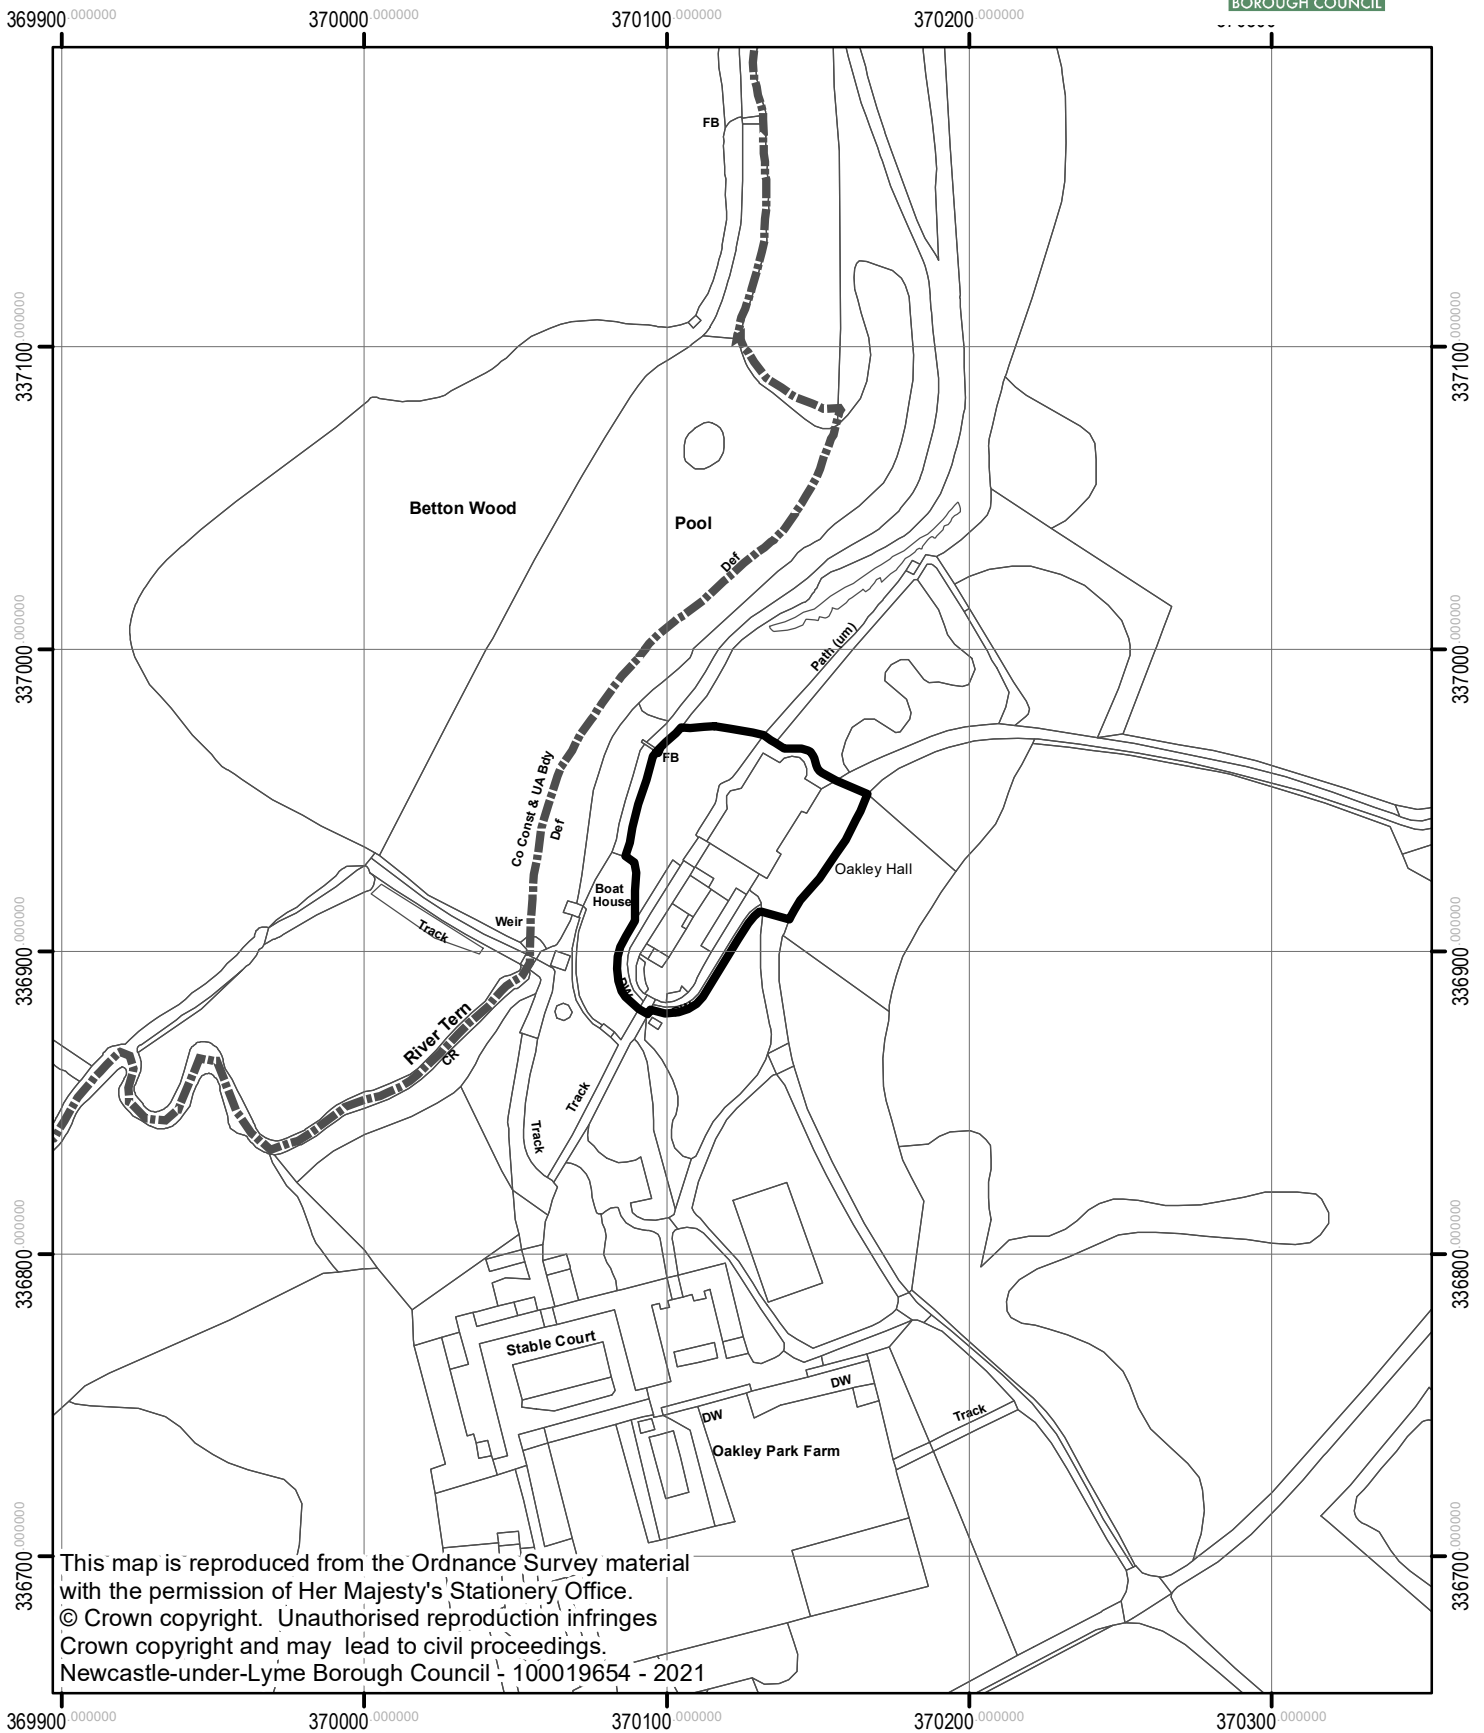 BOROUGH COUNCIL
369900.000000
370000.000000
370100.000000
370200.000000
FB
337100.000000
337100.000000
Betton Wood
Pool
Def
Path (um)
337000.000000
337000.000000
FB
Co Const & UA Bdy
Def
Oakley Hall
Boat
House
Weir
Track
336900.000000
336900.000000
DW
River Tern
CR
Track
Track
336800.000000
336800.000000
Stable Court
DW
DW
Track
Oakley Park Farm
336700.000000
336700.000000
This map is reproduced from the Ordnance Survey material
with the permission of Her Majesty's Stationery Office.
© Crown copyright. Unauthorised reproduction infringes
Crown copyright and may lead to civil proceedings.
Newcastle-under-Lyme Borough Council - 100019654 - 2021
369900.000000
370000.000000
370100.000000
370200.000000
370300.000000